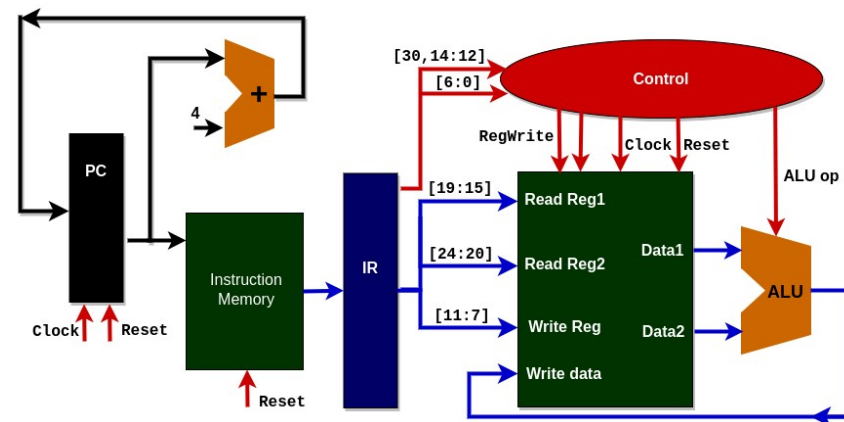 [30,14:12]
[6:0]
Control
+
4
PC
RegWrite
Clock Reset
ALU op
[19:15]
Read Reg1
IR
Instruction
Memory
[24:20]
Read Reg2
Data1
ALU
[11:7]
Write Reg
Data2
Clock
Reset
Write data
Reset